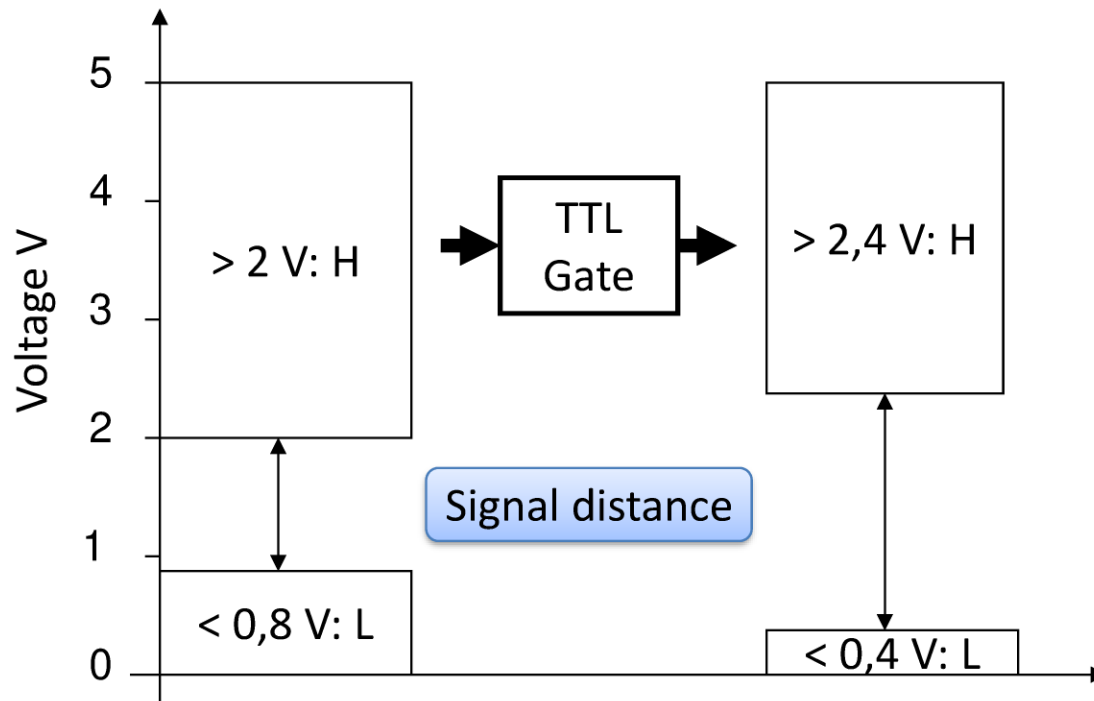 Voltage V
5
4
3
2
1
0
> 2 V: H
< 0,8 V: L
TTL
Gate
Signal distance
> 2,4 V: H
< 0,4 V: L